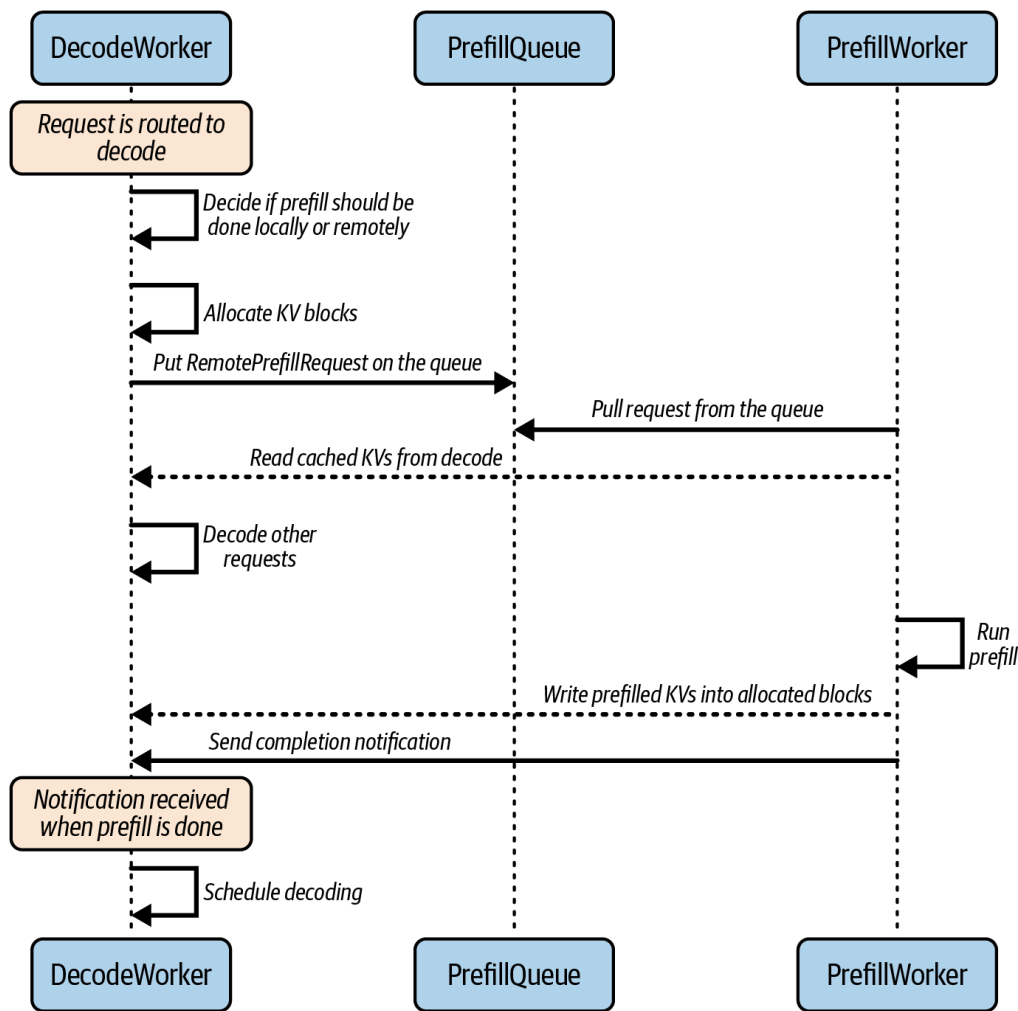 DecodeWorker
PrefillQueue
PrefillWorker
Request is routed to
decode
Decide if prefill should be
done locally or remotely
Allocate KV blocks
Put RemotePrefillRequest on the queue
Pull request from the queue
Read cached KVs from decode
Decode other
requests
Run
prefill
Write prefilled KVs into allocated blocks
Send completion notification
Notification received
when prefill is done
Schedule decoding
DecodeWorker
PrefillQueue
PrefillWorker